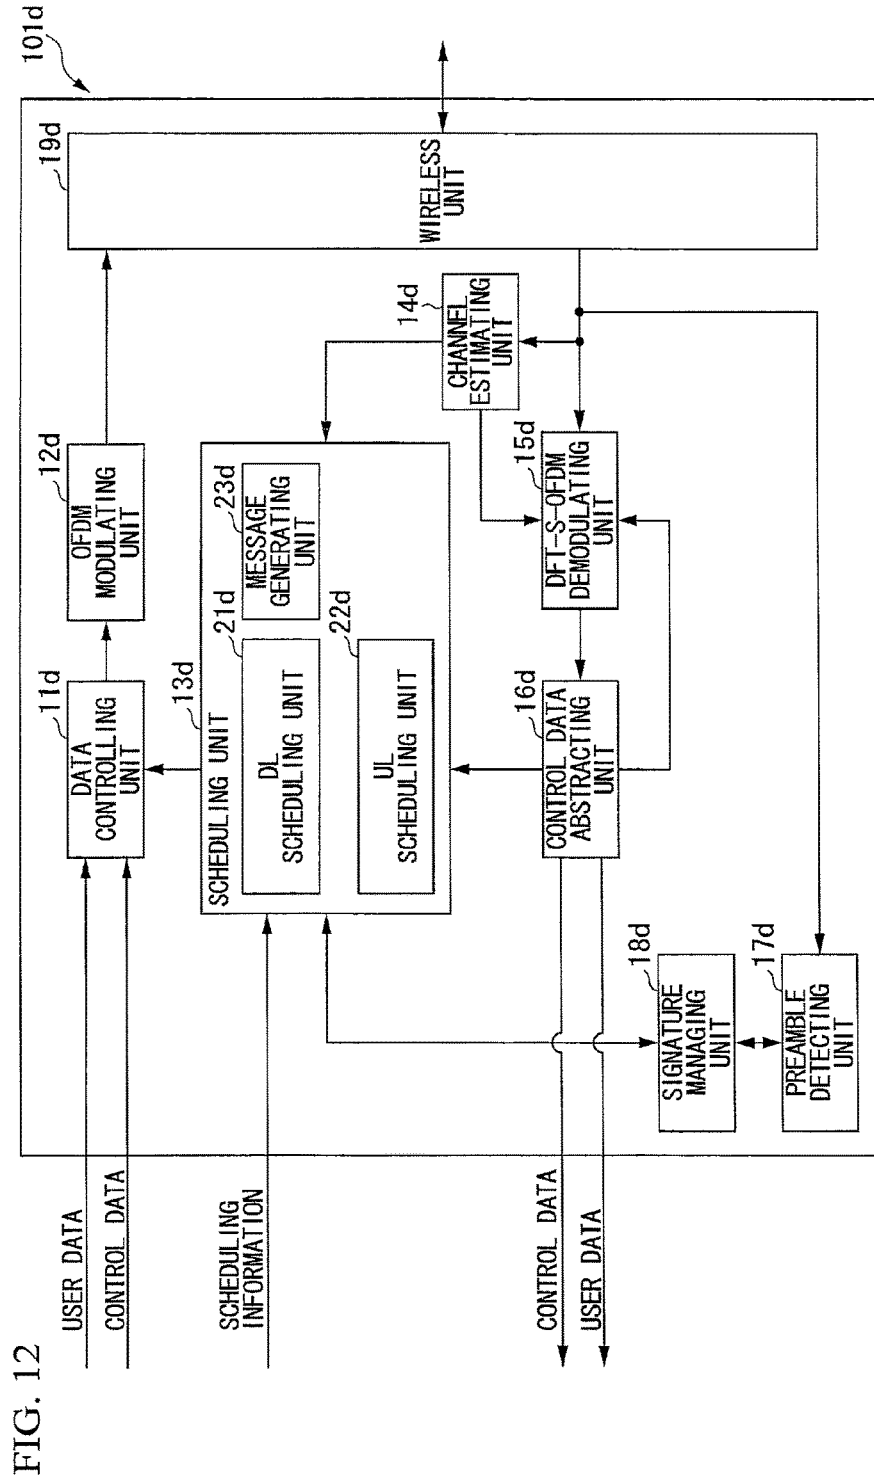 FIG. 12
101d
USER DATA
CONTROL DATA
11d
DATA
CONTROLLING
UNIT
12d
OFDM
MODULATING
UNIT
19d
WIRELESS
UNIT
SCHEDULING
INFORMATION
13d
SCHEDULING UNIT
21d
DL
SCHEDULING UNIT
23d
MESSAGE
GENERATING
UNIT
22d
UL
SCHEDULING UNIT
14d
CHANNEL
ESTIMATING
UNIT
CONTROL DATA
USER DATA
16d
CONTROL DATA
ABSTRACTING
UNIT
15d
DFT-S-OFDM
DEMODULATING
UNIT
18d
SIGNATURE
MANAGING
UNIT
17d
PREAMBLE
DETECTING
UNIT